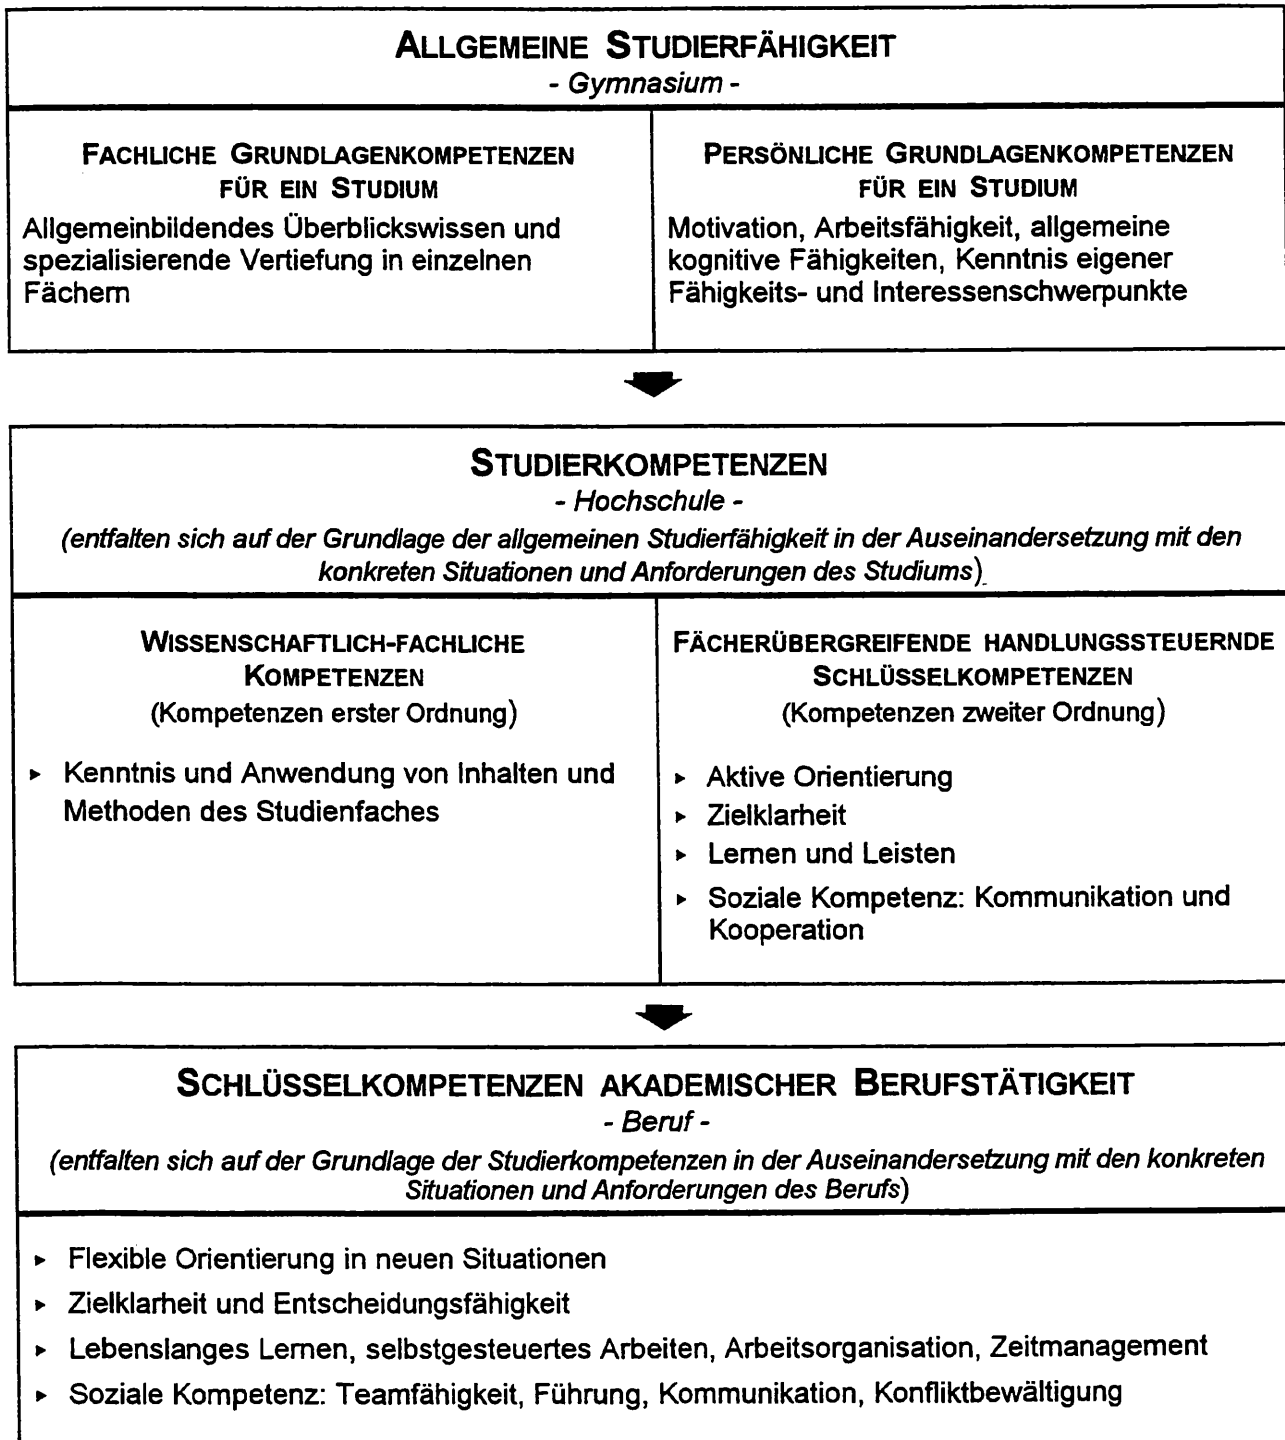 ALLGEMEINE STUDIERFÄHIGKEIT
- Gymnasium -
FACHLICHE GRUNDLAGENKOMPETENZEN
FÜR EIN STUDIUM
Allgemeinbildendes Überblickswissen und
spezialisierende Vertiefung in einzelnen
Fächern
PERSÖNLICHE GRUNDLAGENKOMPETENZEN
FÜR EIN STUDIUM
Motivation, Arbeitsfähigkeit, allgemeine
kognitive Fähigkeiten, Kenntnis eigener
Fähigkeits- und Interessenschwerpunkte
STUDIERKOMPETENZEN
- Hochschule -
(entfalten sich auf der Grundlage der allgemeinen Studierfähigkeit in der Auseinandersetzung mit den
konkreten Situationen und Anforderungen des Studiums)
WISSENSCHAFTLICH-FACHLICHE
KOMPETENZEN
(Kompetenzen erster Ordnung)
► Kenntnis und Anwendung von Inhalten und
Methoden des Studienfaches
FÄCHERÜBERGREIFENDE HANDLUNGSSTEUERNDE
SCHLÜSSELKOMPETENZEN
(Kompetenzen zweiter Ordnung)
► Aktive Orientierung
► Zielklarheit
► Lernen und Leisten
► Soziale Kompetenz: Kommunikation und
Kooperation
SCHLÜSSELKOMPETENZEN AKADEMISCHER BERUFSTÄTIGKEIT
- Beruf -
(entfalten sich auf der Grundlage der Studierkompetenzen in der Auseinandersetzung mit den konkreten
Situationen und Anforderungen des Berufs)
► Flexible Orientierung in neuen Situationen
► Zielklarheit und Entscheidungsfähigkeit
► Lebenslanges Lernen, selbstgesteuertes Arbeiten, Arbeitsorganisation, Zeitmanagement
► Soziale Kompetenz: Teamfähigkeit, Führung, Kommunikation, Konfliktbewältigung